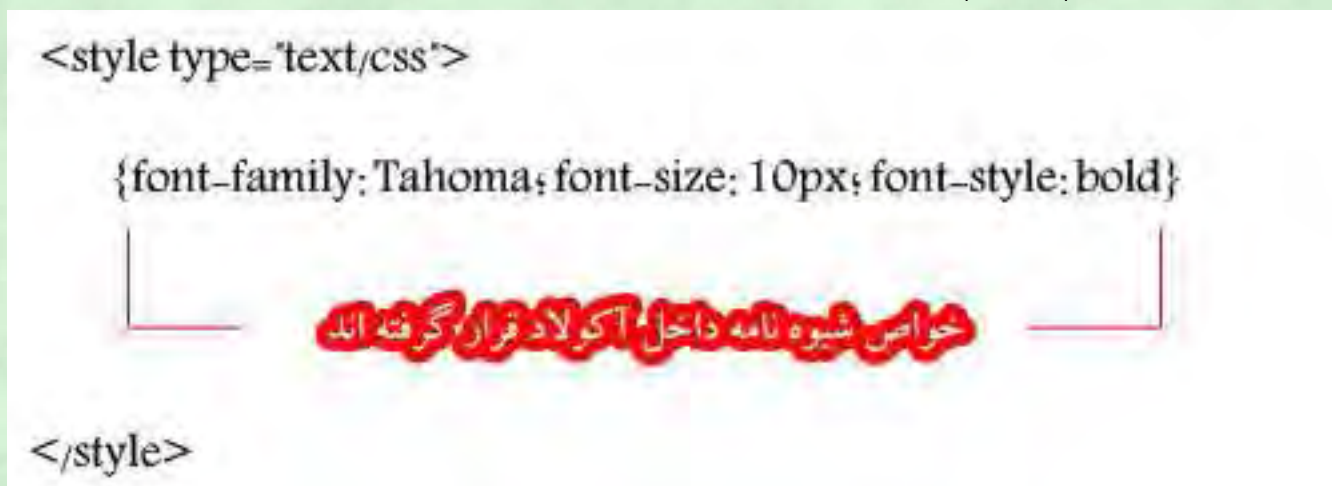 <style type="text/css">
{font-family: Tahoma; font-size: 10px; font-style: bold}
خواص شیوه نامه داخل آکولاد قرار گرفته اند
</style>